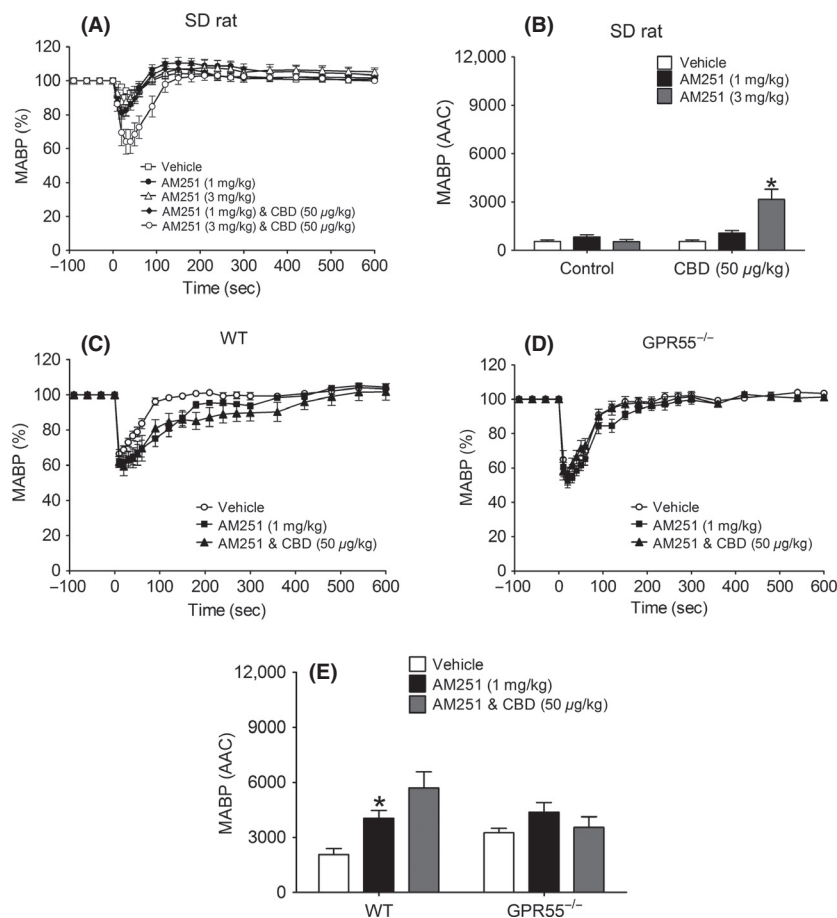 (A)
SD rat
120
100
80
60
40
20
0
MABP (%)
Vehicle
AM251 (1 mg/kg)
AM251 (3 mg/kg)
AM251 (1 mg/kg) & CBD (50 µg/kg)
AM251 (3 mg/kg) & CBD (50 µg/kg)
–100 0 100 200 300 400 500 600
Time (sec)
(B)
SD rat
Vehicle
AM251 (1 mg/kg)
AM251 (3 mg/kg)
12,000
9000
6000
3000
0
MABP (AAC)
*
Control CBD (50 µg/kg)
(C)
WT
120
100
80
60
40
20
0
MABP (%)
Vehicle
AM251 (1 mg/kg)
AM251 & CBD (50 µg/kg)
–100 0 100 200 300 400 500 600
Time (sec)
(D)
GPR55–/–
120
100
80
60
40
20
0
MABP (%)
Vehicle
AM251 (1 mg/kg)
AM251 & CBD (50 µg/kg)
–100 0 100 200 300 400 500 600
Time (sec)
(E)
Vehicle
AM251 (1 mg/kg)
AM251 & CBD (50 µg/kg)
12,000
9000
6000
3000
0
MABP (AAC)
*
WT GPR55–/–